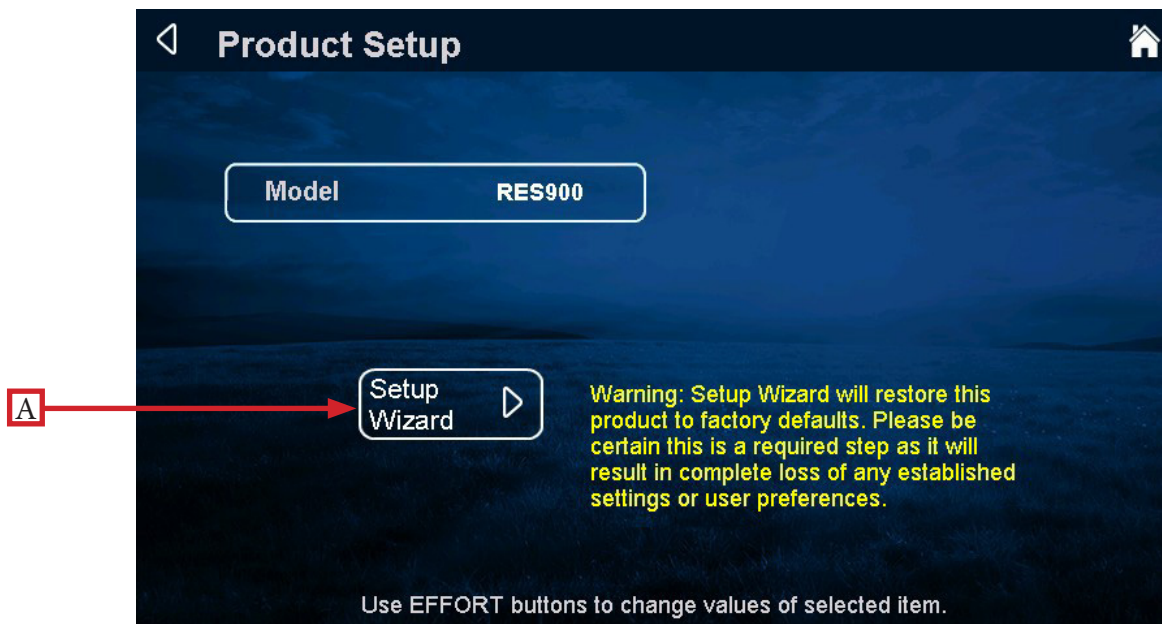 Product Setup
Model RES900
A
Setup
Wizard
Warning: Setup Wizard will restore this
product to factory defaults. Please be
certain this is a required step as it will
result in complete loss of any established
settings or user preferences.
Use EFFORT buttons to change values of selected item.